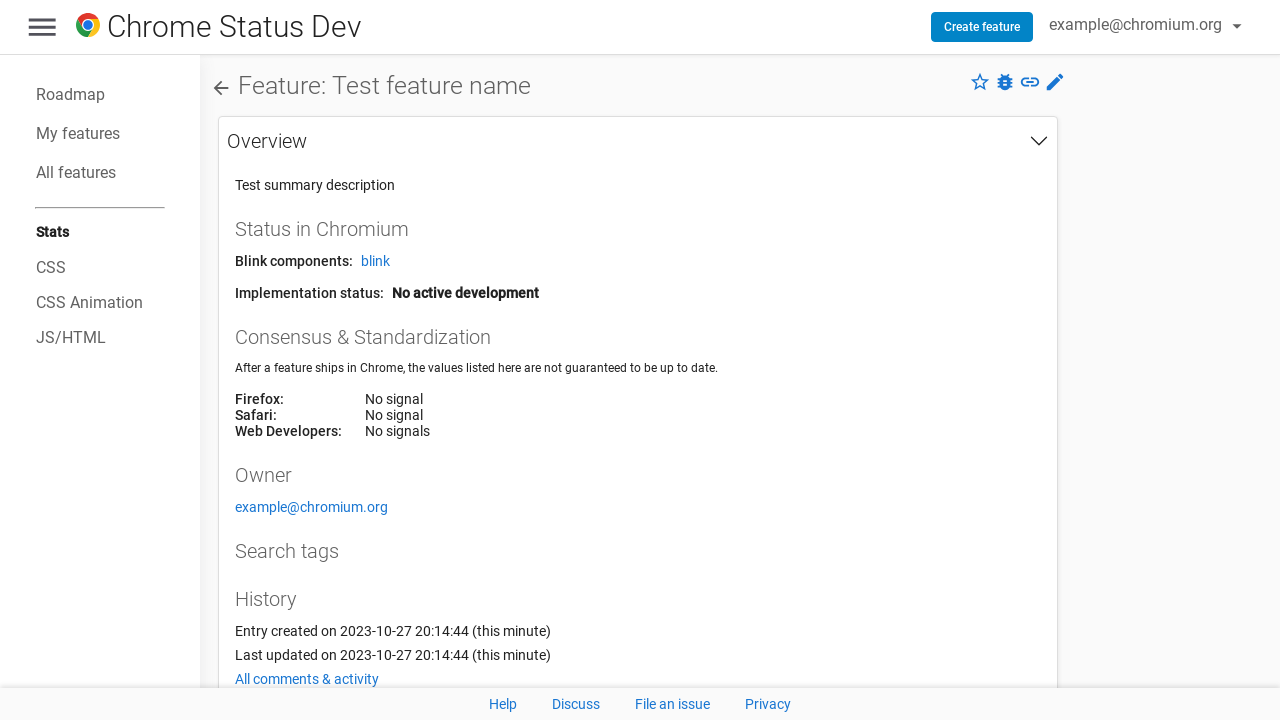 Chrome Status Dev
Create feature
example@chromium.org
Roadmap
My features
All features
Stats
CSS
CSS Animation
JS/HTML
Feature: Test feature name
Overview
Test summary description
Status in Chromium
Blink components: blink
Implementation status: No active development
Consensus & Standardization
After a feature ships in Chrome, the values listed here are not guaranteed to be up to date.
Firefox: No signal
Safari: No signal
Web Developers: No signals
Owner
example@chromium.org
Search tags
History
Entry created on 2023-10-27 20:14:44 (this minute)
Last updated on 2023-10-27 20:14:44 (this minute)
All comments & activity
Help Discuss File an issue Privacy